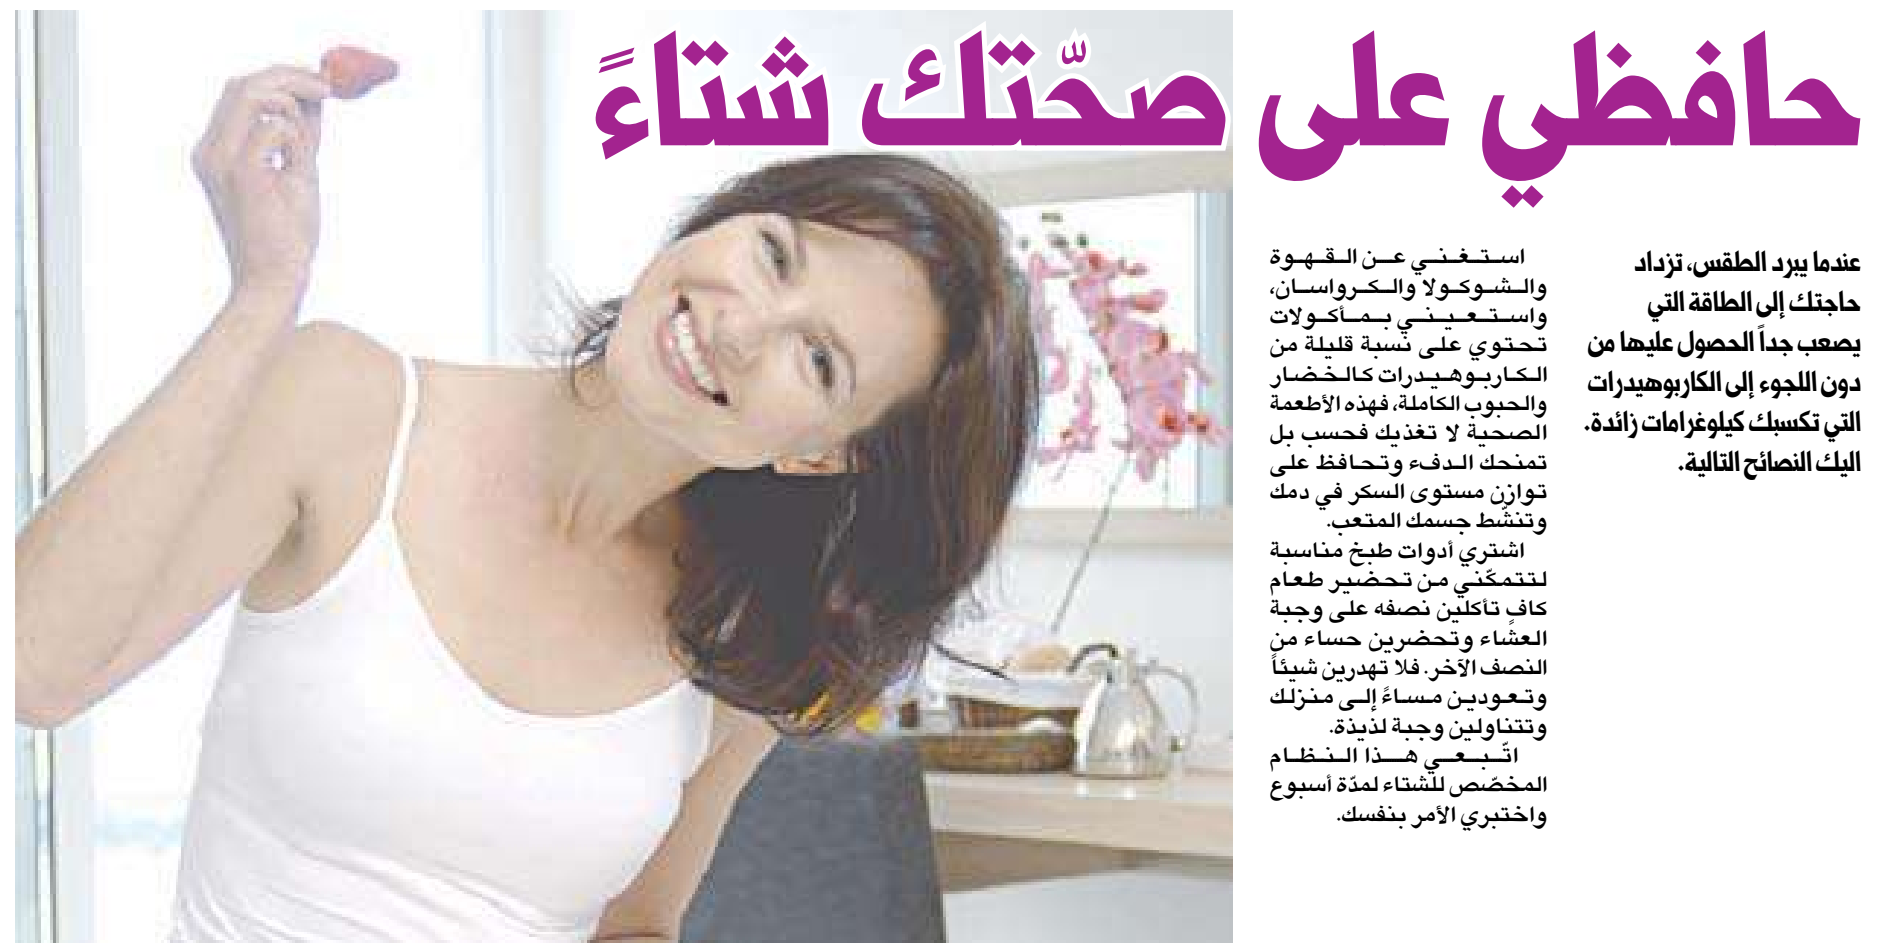 حافظي على صحّتك شتاءً
عندما يبرد الطقس، تزداد
حاجتك إلى الطاقة التي
يصعب جداً الحصول عليها من
دون اللجوء إلى الكاربوهيدرات
التي تكسبك كيلوغرامات زائدة.
اليك النصائح التالية.
استغني عن القهوة
والشوكولا والكرواسان،
واستعيني بمأكولات
تحتوي على نسبة قليلة من
الكاربوهيدرات كالخضار
والحبوب الكاملة، فهذه الأطعمة
الصحية لا تغذيك فحسب بل
تمنحك الدفء وتحافظ على
توازن مستوى السكر في دمك
وتنشّط جسمك المتعب.
اشتري أدوات طبخ مناسبة
لتتمكّني من تحضير طعام
كافٍ تأكلين نصفه على وجبة
العشاء وتحضرين حساء من
النصف الآخر. فلا تهدرين شيئاً
وتعودين مساءً إلى منزلك
وتتناولين وجبة لذيذة.
اتّبعي هذا النظام
المخصّص للشتاء لمدّة أسبوع
واختبري الأمر بنفسك.